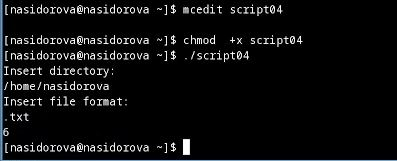 [nasidorova@nasidorova ~]$ mcedit script04
[nasidorova@nasidorova ~]$ chmod  +x script04
[nasidorova@nasidorova ~]$ ./script04
Insert directory:
/home/nasidorova
Insert file format:
.txt
6
[nasidorova@nasidorova ~]$